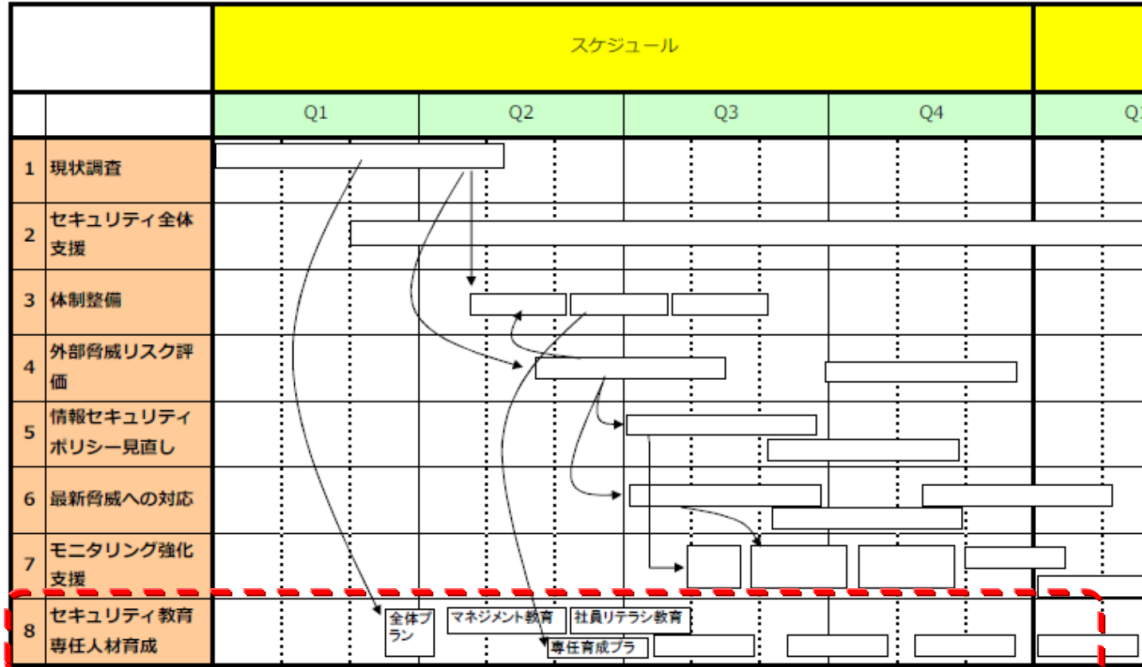 スケジュール
Q1
Q2
Q3
Q4
1 現状調査
2 セキュリティ全体
支援
3 体制整備
4 外部脅威リスク評
価
5 情報セキュリティ
ポリシー見直し
6 最新脅威への対応
7 モニタリング強化
支援
8 セキュリティ教育
専任人材育成
全体プ
ラン
マネジメント教育
社員リテラシ教育
専任育成プラ